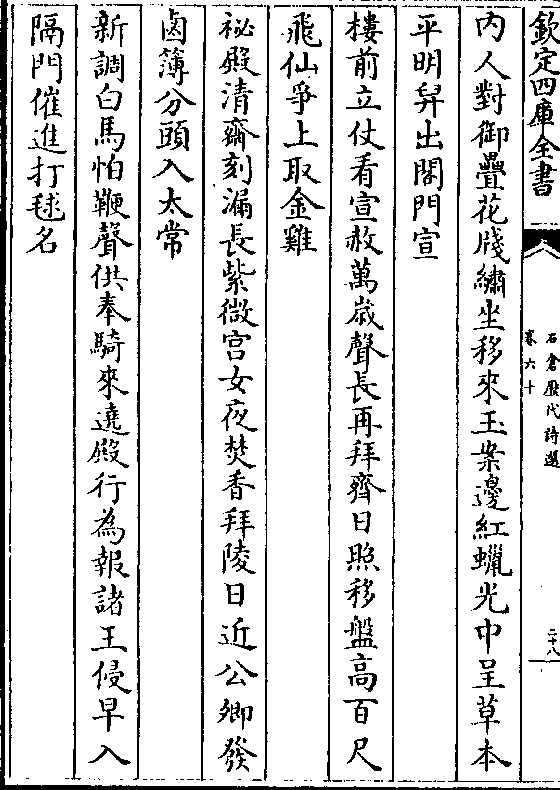 欽定四庫全書
石倉歷代詩選
卷六十
二十八
内人對御疊花牋繡坐移來玉案邊紅蠟光中呈草本
平明舁出閣門宣
樓前立仗看宣赦萬歳聲長再拜齊日照移盤高百尺
飛仙爭上取金雞
祕殿清齋刻漏長紫微宫女夜焚香拜陵日近公卿發
鹵簿分頭入太常
新調白馬怕鞭聲供奉騎來遶殿行為報諸王侵早入
隔門催進打毬名